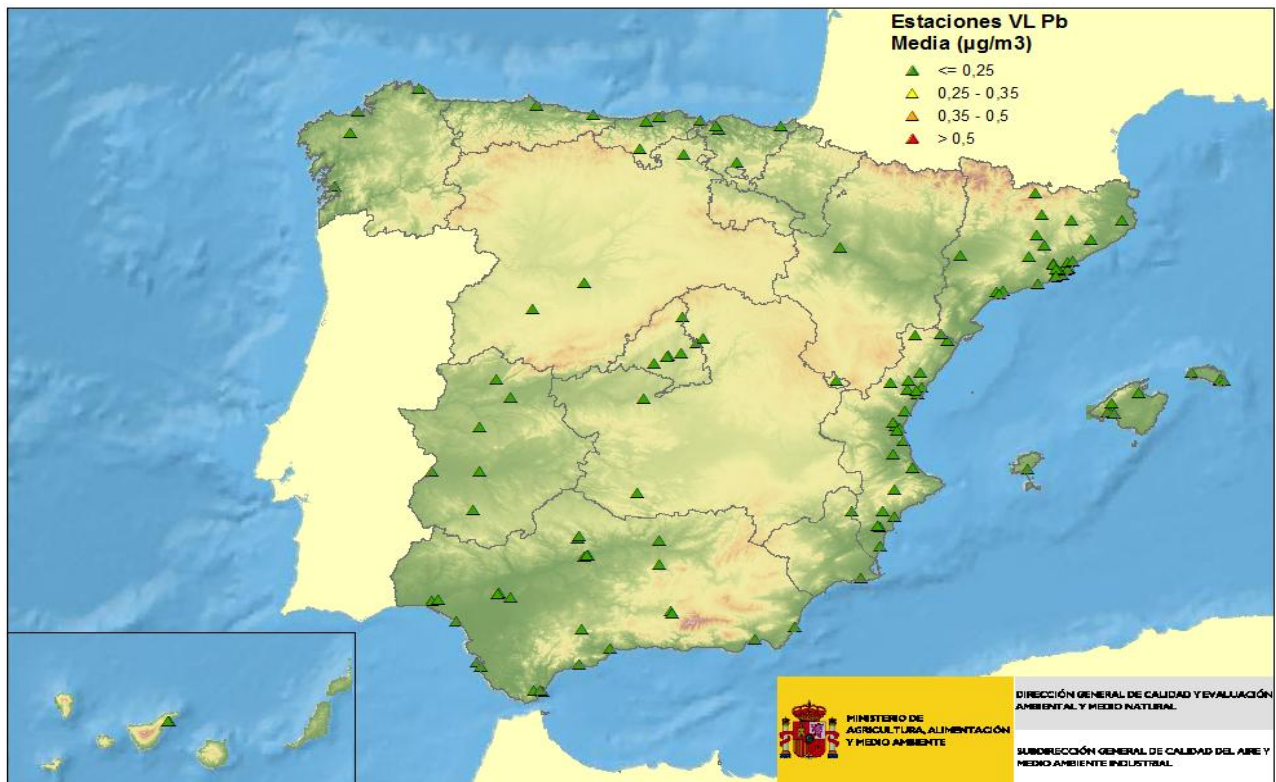 Estaciones VL Pb
Media (µg/m3)
<= 0,25
0,25 - 0,35
0,35 - 0,5
> 0,5
MINISTERIO DE
AGRICULTURA, ALIMENTACIÓN
Y MEDIO AMBIENTE
DIRECCIÓN GENERAL DE CALIDAD Y EVALUACIÓN
AMBIENTAL Y MEDIO NATURAL
SUBDIRECCIÓN GENERAL DE CALIDAD DEL AIRE Y
MEDIO AMBIENTE INDUSTRIAL